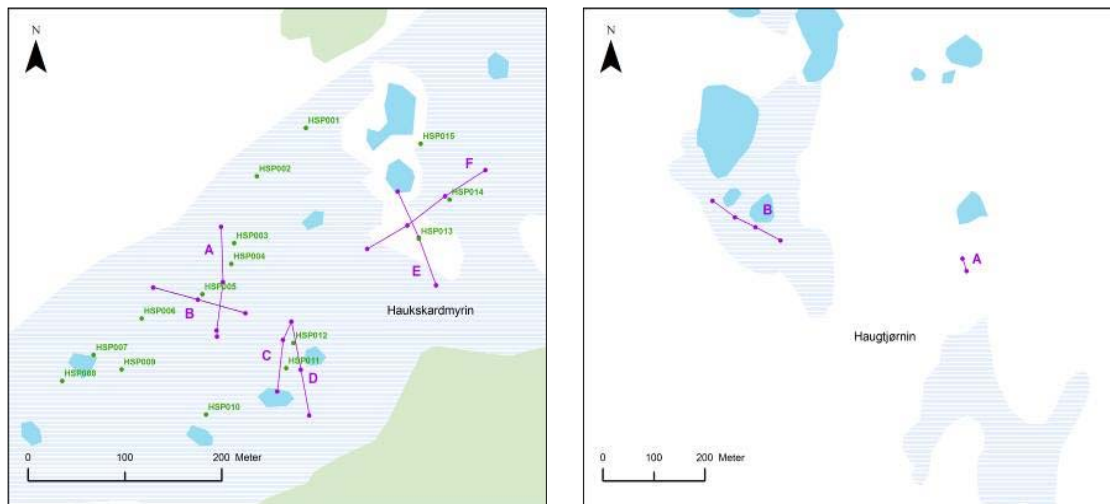 N
HSP001
HSP015
HSP002
F
HSP014
A
HSP003
HSP013
HSP004
E
HSP005
B
HSP006
Haukskardmyrin
HSP012
HSP007
C
HSP009
HSP011
D
HSP008
HSP010
0 100 200 Meter
N
B
A
Haugtjørnin
0 100 200 Meter